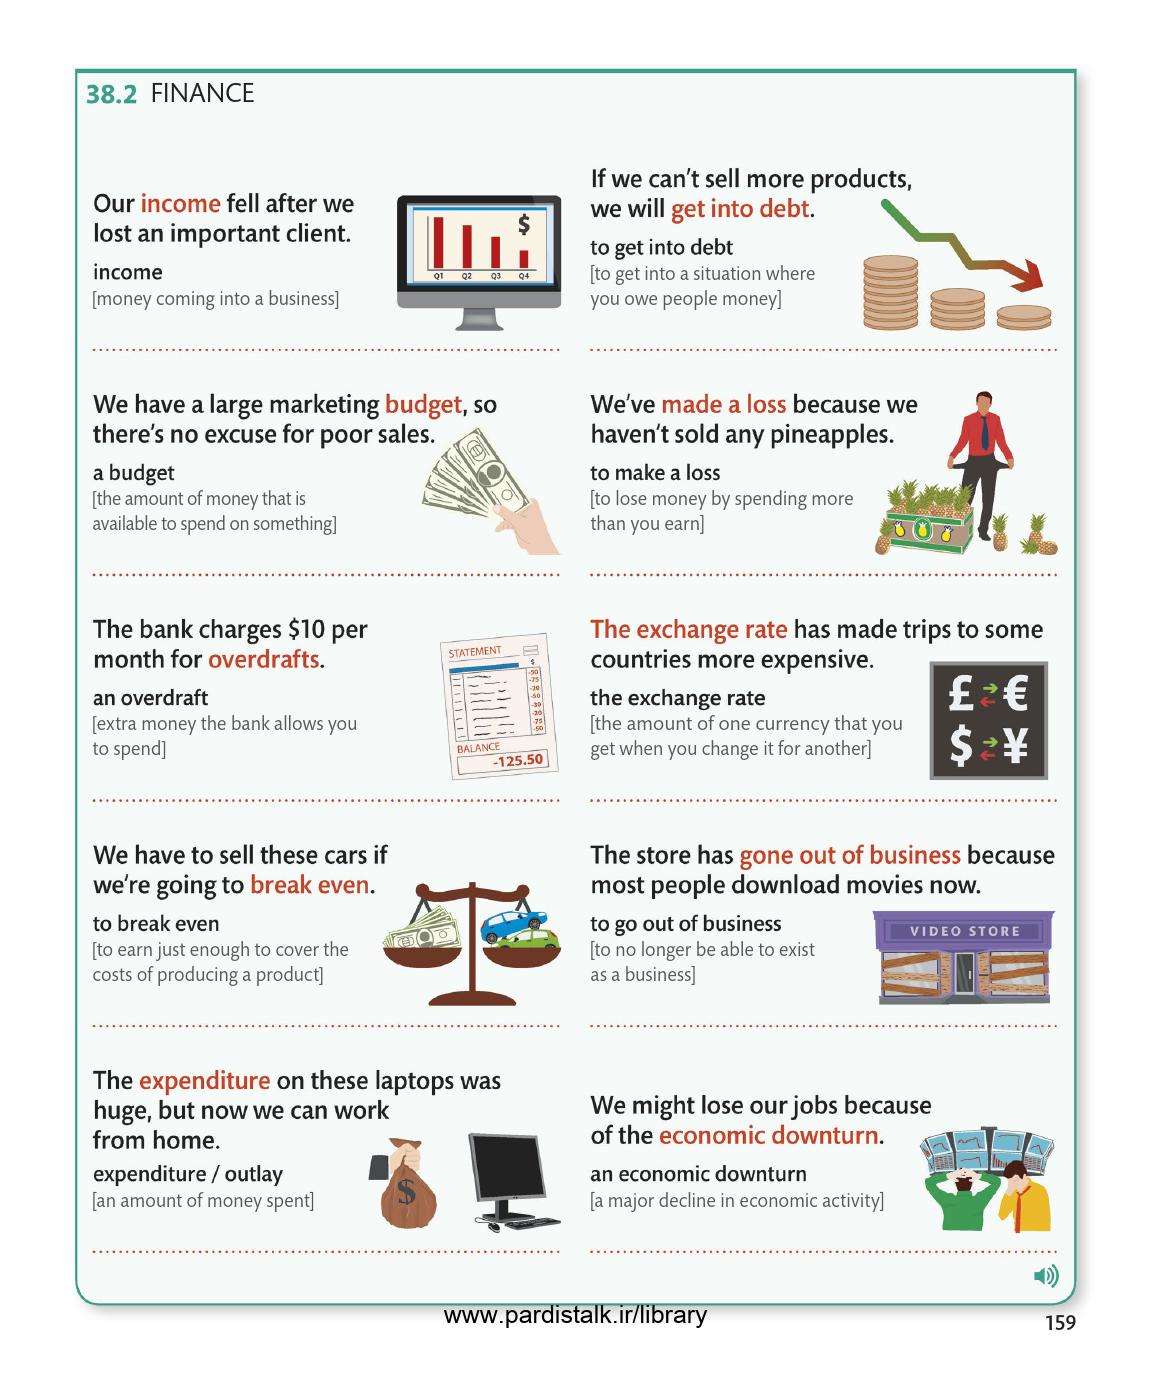 38.2 FINANCE
Our income fell after we
lost an important client.
income
[money coming into a business]
$
Q1 Q2 Q3 Q4
If we can't sell more products,
we will get into debt.
to get into debt
[to get into a situation where
you owe people money]
We have a large marketing budget, so
there's no excuse for poor sales.
a budget
[the amount of money that is
available to spend on something]
We've made a loss because we
haven't sold any pineapples.
to make a loss
[to lose money by spending more
than you earn]
The bank charges $10 per
month for overdrafts.
an overdraft
[extra money the bank allows you
to spend]
STATEMENT
$
-50
-75
-20
-50
-30
-20
-75
-50
BALANCE
-125.50
The exchange rate has made trips to some
countries more expensive.
the exchange rate
[the amount of one currency that you
get when you change it for another]
£ €
$ ¥
We have to sell these cars if
we're going to break even.
to break even
[to earn just enough to cover the
costs of producing a product]
The store has gone out of business because
most people download movies now.
to go out of business
[to no longer be able to exist
as a business]
VIDEO STORE
The expenditure on these laptops was
huge, but now we can work
from home.
expenditure / outlay
[an amount of money spent]
$
We might lose our jobs because
of the economic downturn.
an economic downturn
[a major decline in economic activity]
www.pardistalk.ir/library
159